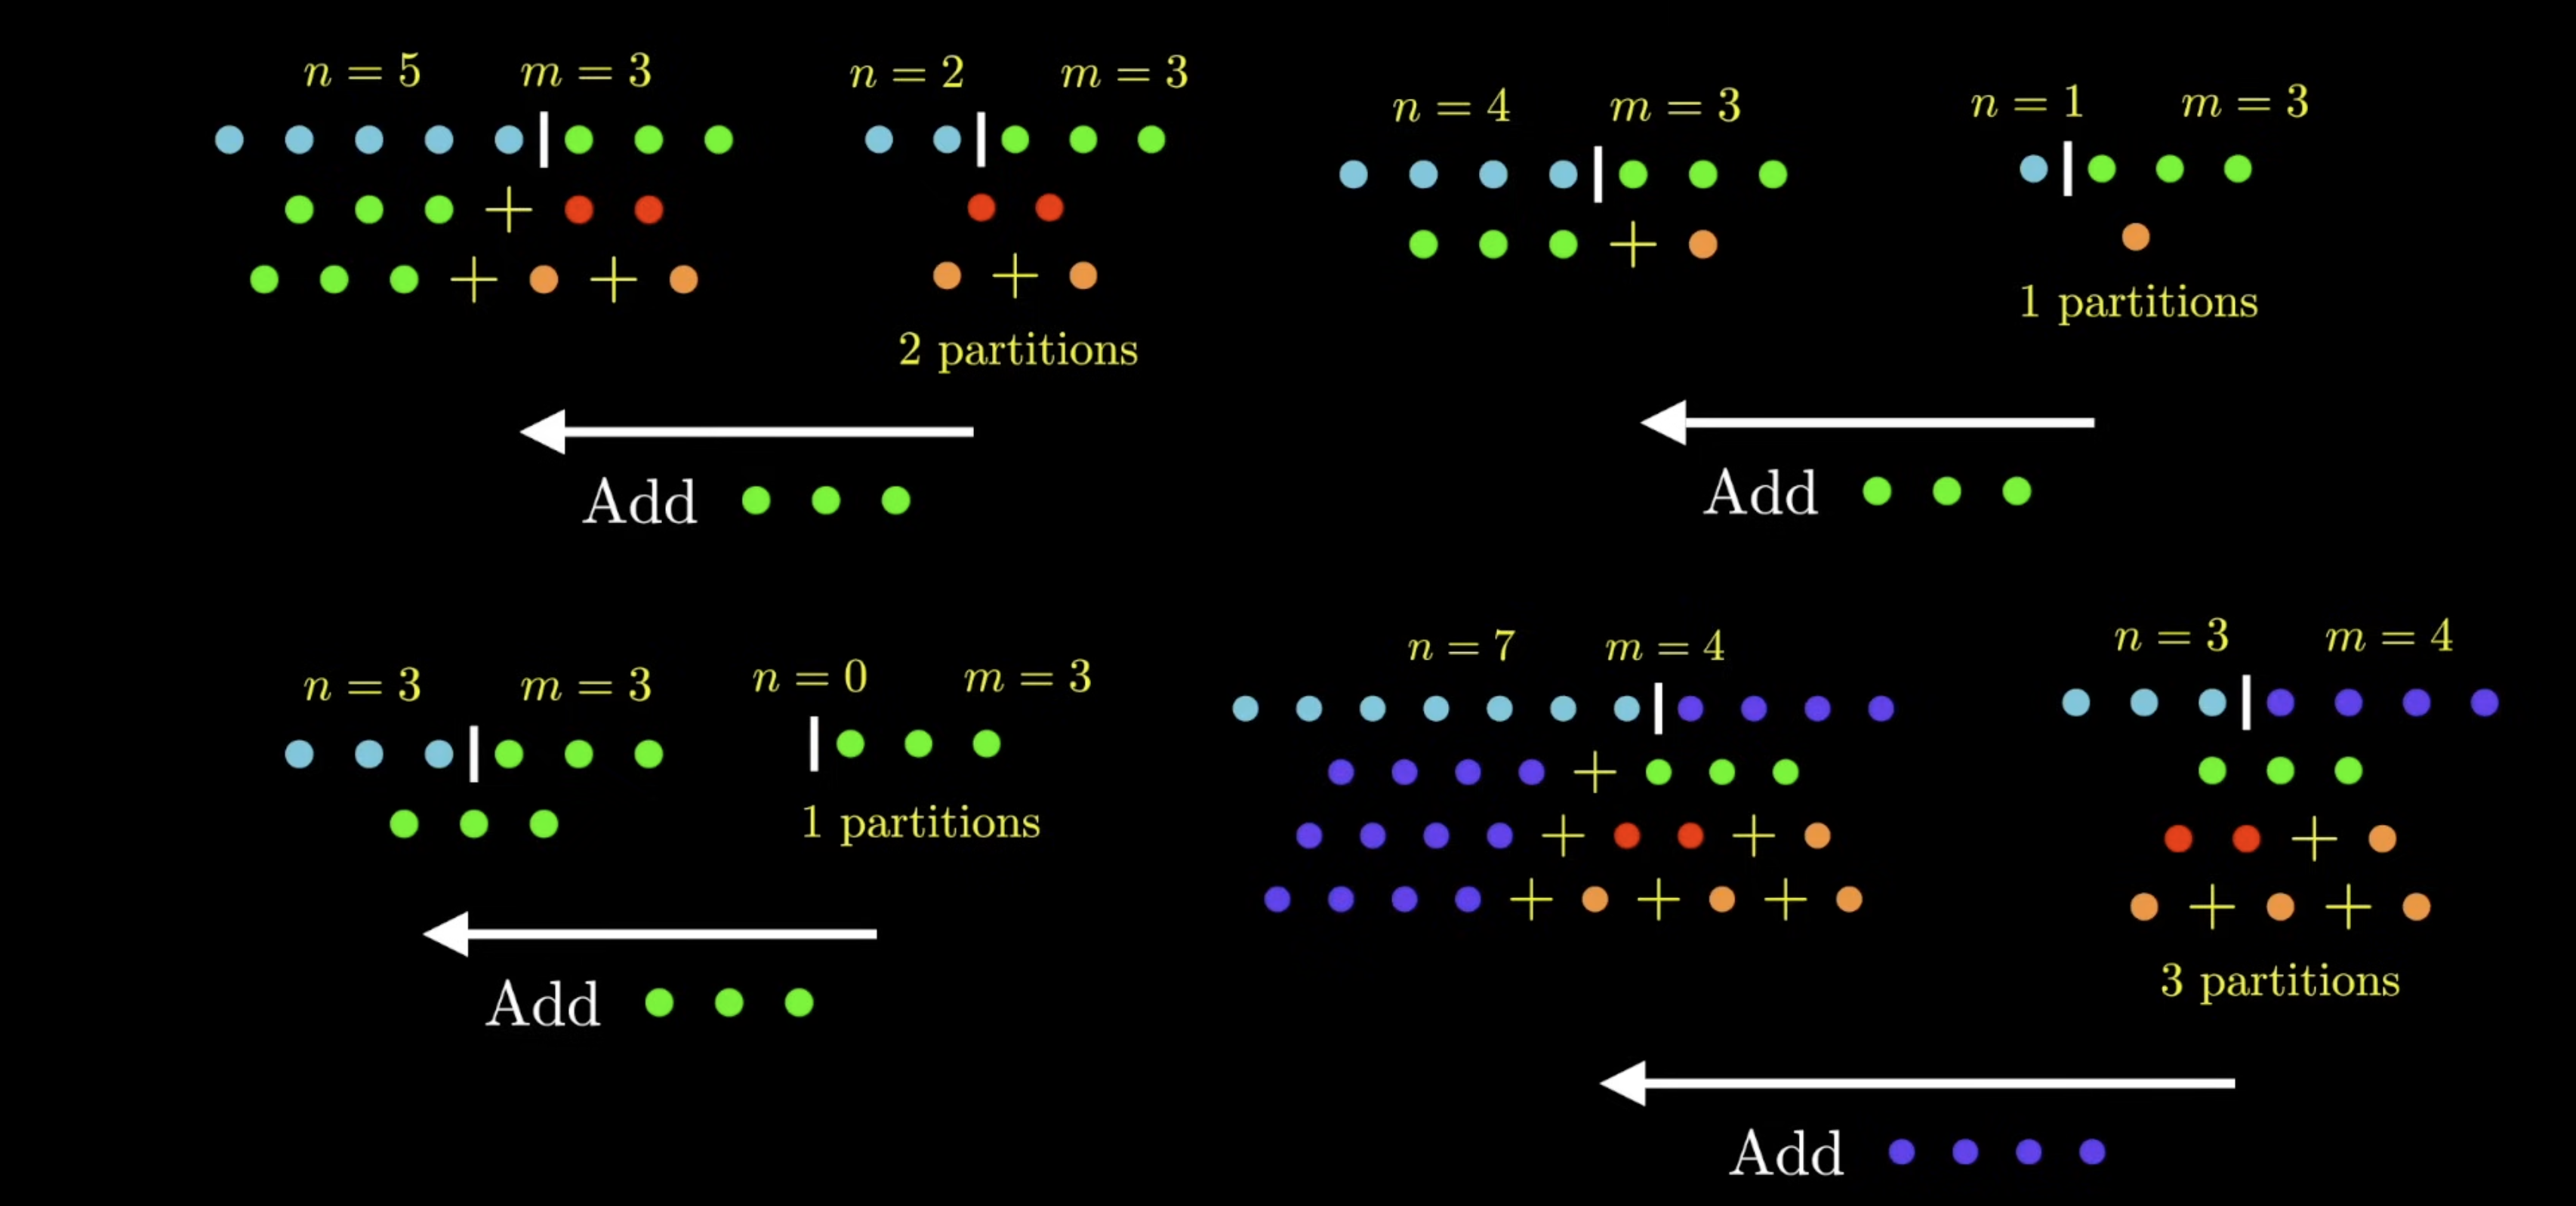 n = 5 m = 3
+
+ +
n = 2 m = 3
+
2 partitions
Add
n = 4 m = 3
+
n = 1 m = 3
1 partitions
Add
n = 3 m = 3
n = 0 m = 3
1 partitions
Add
n = 7 m = 4
+
+ +
+ + +
n = 3 m = 4
+
+ +
3 partitions
Add